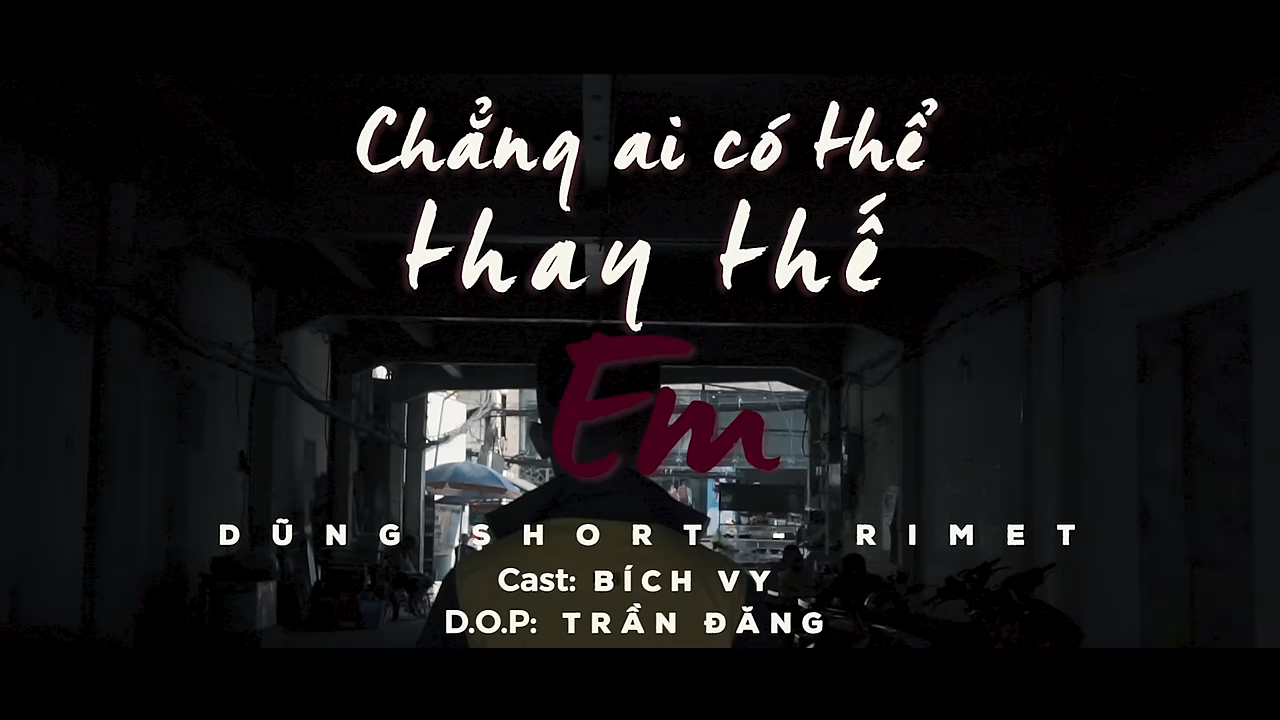 Chẳng ai có thể
thay thế
Em
DŨNG SHORT - RIMET
Cast: BÍCH VY
D.O.P: TRẦN ĐĂNG